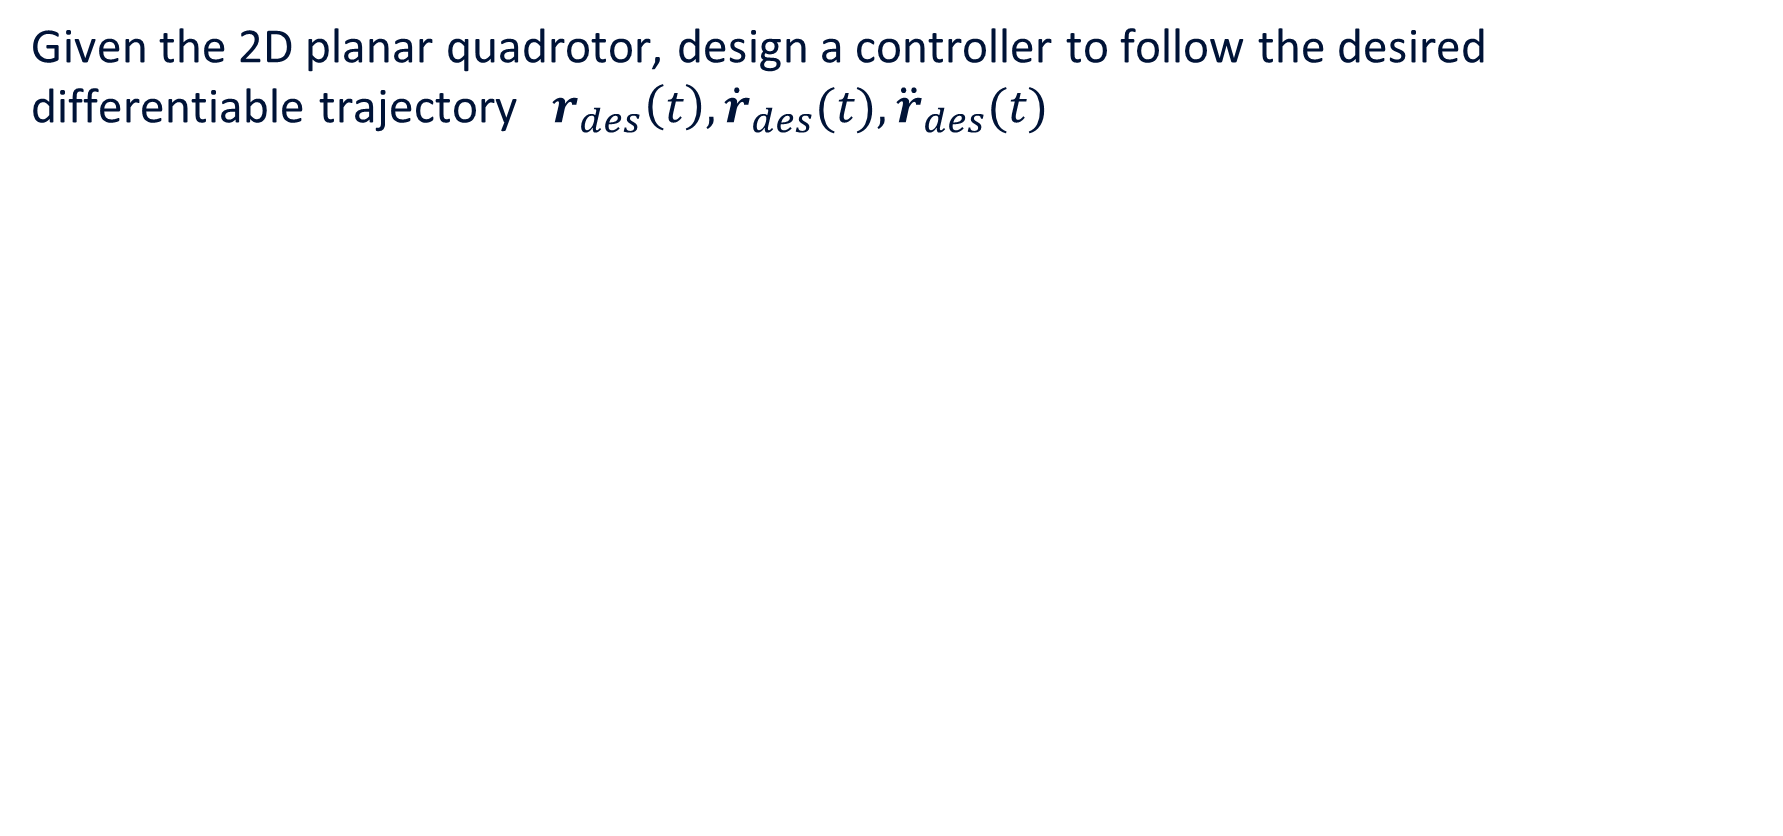 Given the 2D planar quadrotor, design a controller to follow the desired
differentiable trajectory 𝒓_des(t), 𝒓̇_des(t), 𝒓̈_des(t)